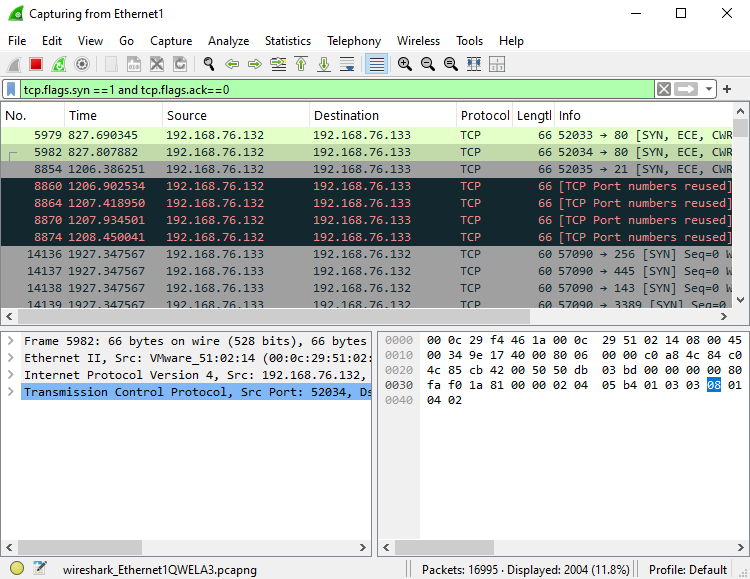 Capturing from Ethernet1
File Edit View Go Capture Analyze Statistics Telephony Wireless Tools Help
tcp.flags.syn ==1 and tcp.flags.ack==0
No. Time Source Destination Protocol Lengtl Info
5979 827.690345 192.168.76.132 192.168.76.133 TCP 66 52033 → 80 [SYN, ECE, CWR
5982 827.807882 192.168.76.132 192.168.76.133 TCP 66 52034 → 80 [SYN, ECE, CWR
8854 1206.386251 192.168.76.132 192.168.76.133 TCP 66 52035 → 21 [SYN, ECE, CWR
8860 1206.902534 192.168.76.132 192.168.76.133 TCP 66 [TCP Port numbers reused]
8864 1207.418950 192.168.76.132 192.168.76.133 TCP 66 [TCP Port numbers reused]
8870 1207.934501 192.168.76.132 192.168.76.133 TCP 66 [TCP Port numbers reused]
8874 1208.450041 192.168.76.132 192.168.76.133 TCP 66 [TCP Port numbers reused]
14136 1927.347567 192.168.76.133 192.168.76.132 TCP 60 57090 → 256 [SYN] Seq=0 W
14137 1927.347567 192.168.76.133 192.168.76.132 TCP 60 57090 → 445 [SYN] Seq=0 W
14138 1927.347567 192.168.76.133 192.168.76.132 TCP 60 57090 → 143 [SYN] Seq=0 W
14139 1927.347567 192.168.76.133 192.168.76.132 TCP 60 57090 → 3389 [SYN] Seq=0
Frame 5982: 66 bytes on wire (528 bits), 66 bytes
Ethernet II, Src: VMware_51:02:14 (00:0c:29:51:02:
Internet Protocol Version 4, Src: 192.168.76.132,
Transmission Control Protocol, Src Port: 52034, Ds
0000 00 0c 29 f4 46 1a 00 0c 29 51 02 14 08 00 45
0010 00 34 9e 17 40 00 80 06 00 00 c0 a8 4c 84 c0
0020 4c 85 cb 42 00 50 50 db 03 bd 00 00 00 00 80
0030 fa f0 1a 81 00 00 02 04 05 b4 01 03 03 08 01
0040 04 02
wireshark_Ethernet1QWELA3.pcapng Packets: 16995 · Displayed: 2004 (11.8%) Profile: Default